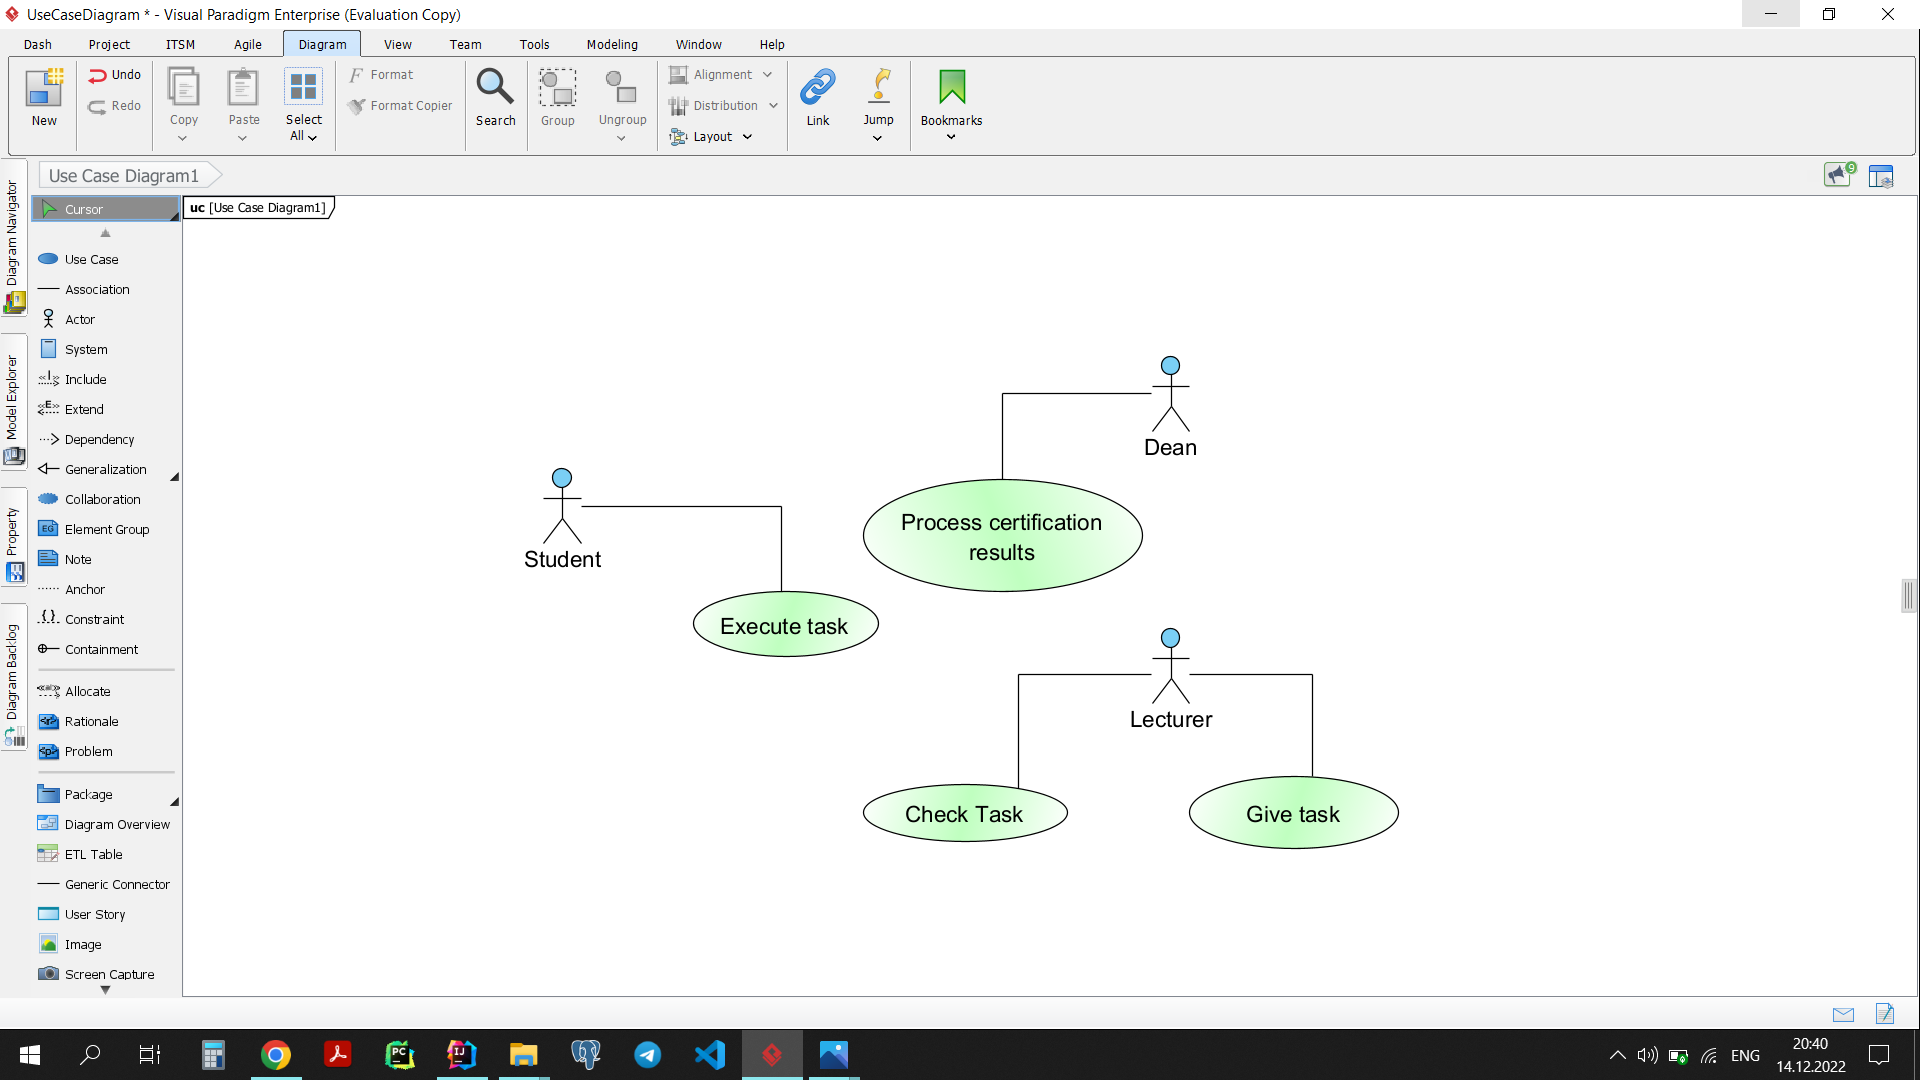 UseCaseDiagram * - Visual Paradigm Enterprise (Evaluation Copy)
Dash Project ITSM Agile Diagram View Team Tools Modeling Window Help
New
Undo
Redo
Copy
Paste
Select
All
Format
Format Copier
Search
Group
Ungroup
Alignment
Distribution
Layout
Link
Jump
Bookmarks
Use Case Diagram1
9
Diagram Navigator
Model Explorer
Property
Diagram Backlog
Cursor
Use Case
Association
Actor
System
Include
Extend
Dependency
Generalization
Collaboration
Element Group
Note
Anchor
Constraint
Containment
Allocate
Rationale
Problem
Package
Diagram Overview
ETL Table
Generic Connector
User Story
Image
Screen Capture
uc [Use Case Diagram1]
Dean
Student
Process certification
results
Execute task
Lecturer
Check Task
Give task
ENG
20:40
14.12.2022